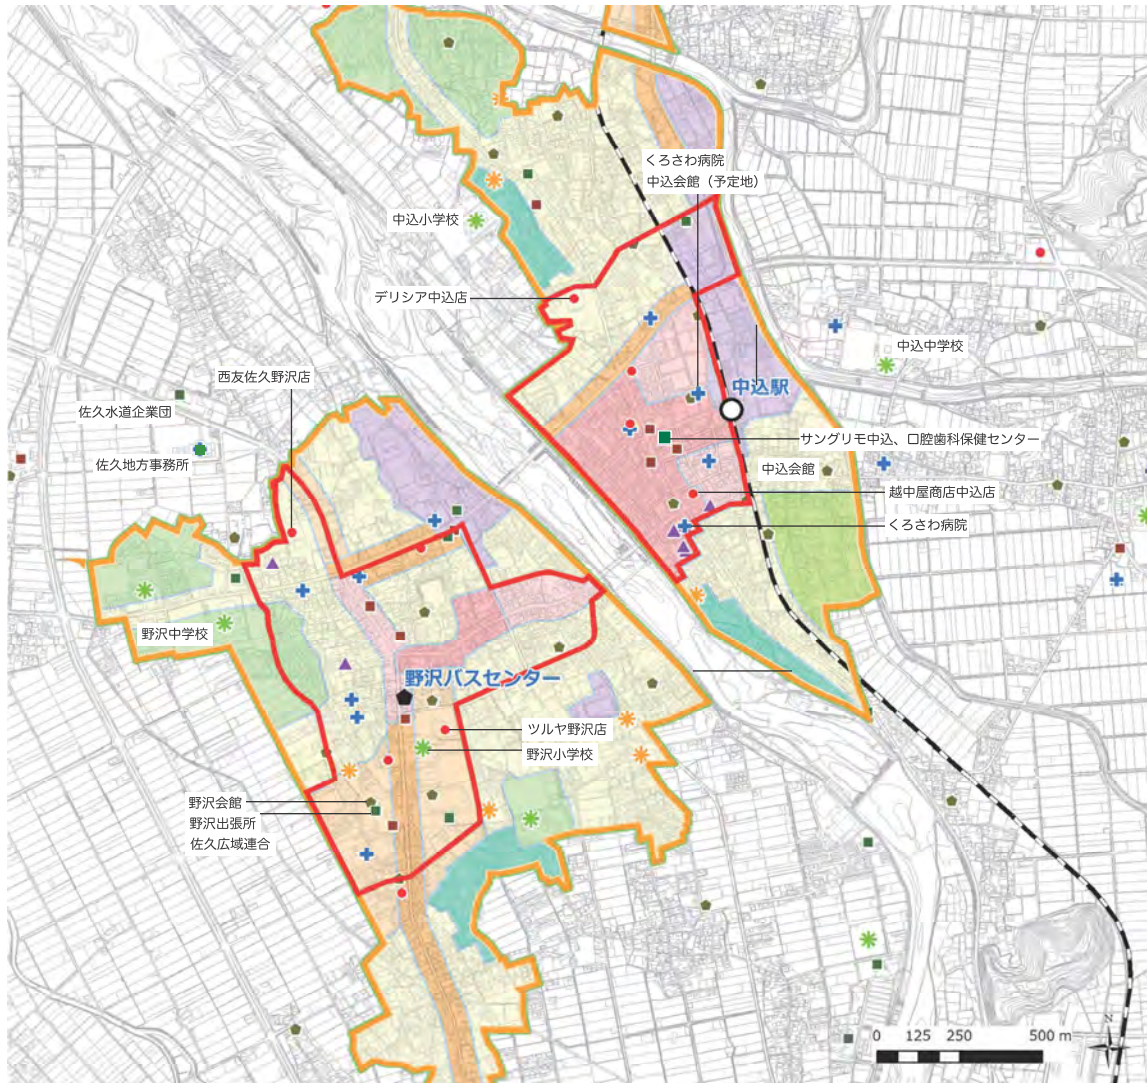 くろさわ病院
中込会館（予定地）
中込小学校
デリシア中込店
中込中学校
西友佐久野沢店
中込駅
佐久水道企業団
サングリモ中込、口腔歯科保健センター
佐久地方事務所
中込会館
越中屋商店中込店
くろさわ病院
野沢中学校
野沢バスセンター
ツルヤ野沢店
野沢小学校
野沢会館
野沢出張所
佐久広域連合
N
0 125 250 500 m